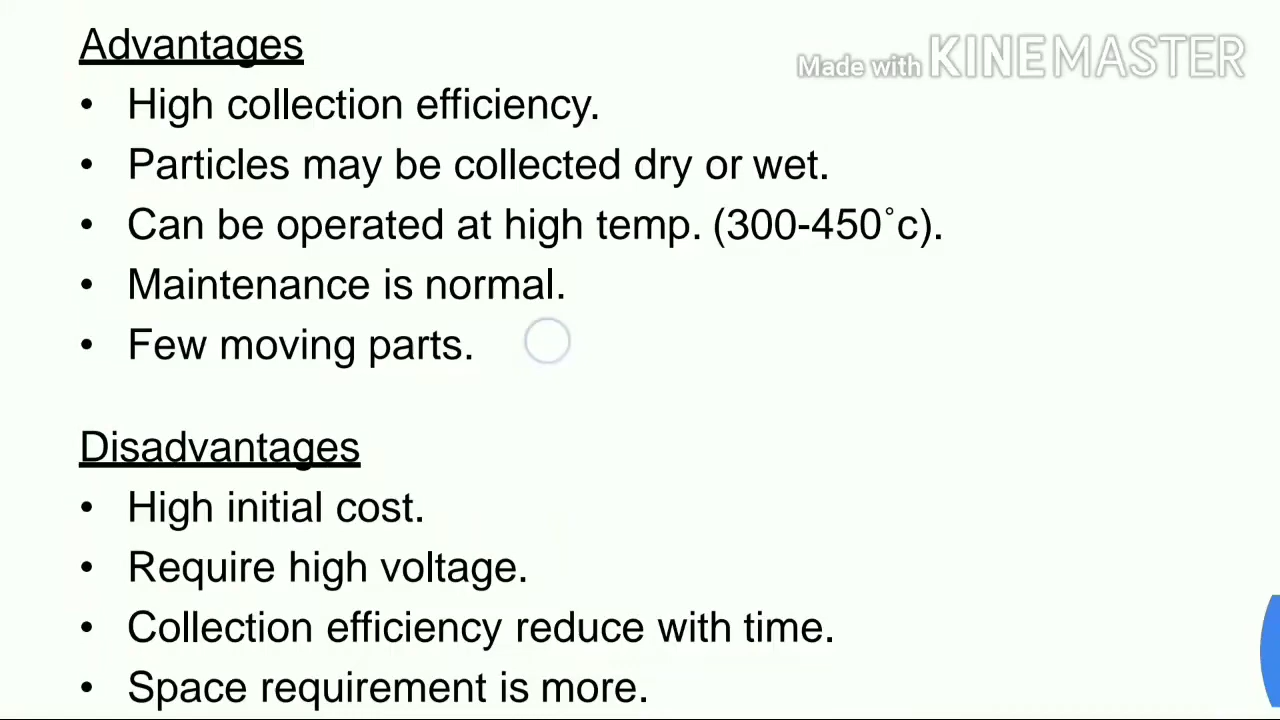 Advantages
Made with KINEMASTER
• High collection efficiency.
• Particles may be collected dry or wet.
• Can be operated at high temp. (300-450˚c).
• Maintenance is normal.
• Few moving parts.
Disadvantages
• High initial cost.
• Require high voltage.
• Collection efficiency reduce with time.
• Space requirement is more.